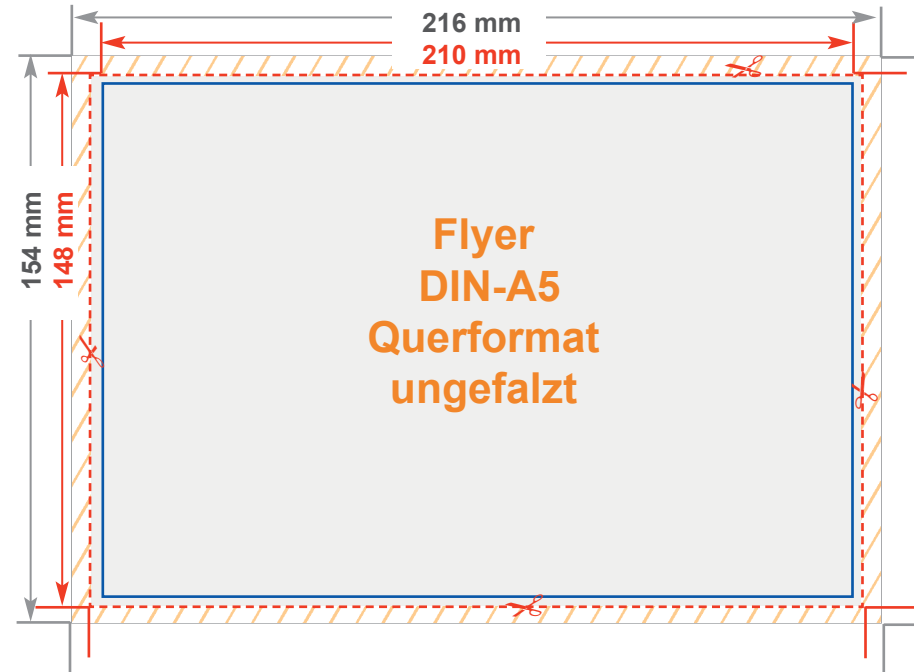 216 mm
210 mm
154 mm
148 mm
Flyer
DIN-A5
Querformat
ungefalzt